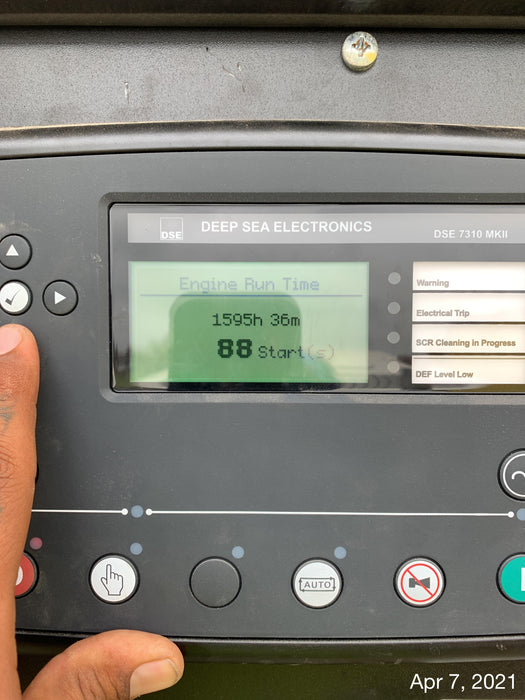 DSE
DEEP SEA ELECTRONICS
DSE 7310 MKII
Engine Run Time
1595h 36m
88 Start(s)
Warning
Electrical Trip
SCR Cleaning in Progress
DEF Level Low
AUTO
Apr 7, 2021